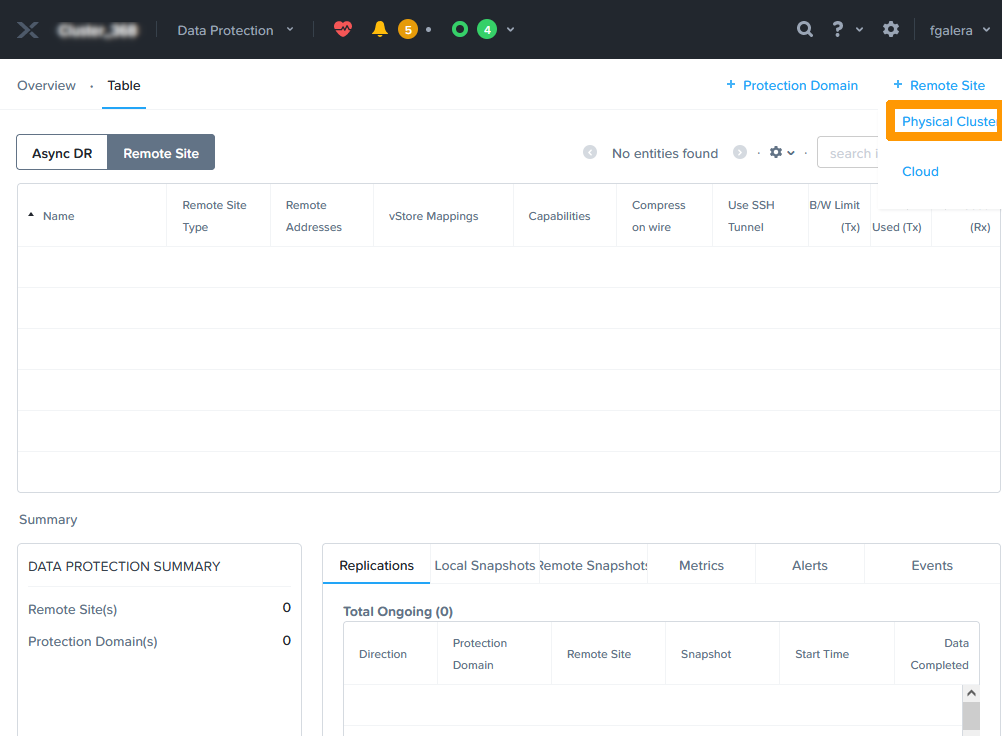 Data Protection
5
4
?
fgalera
Overview
Table
+ Protection Domain
+ Remote Site
Physical Cluster
Cloud
Async DR
Remote Site
No entities found
search i
Name
Remote Site Type
Remote Addresses
vStore Mappings
Capabilities
Compress on wire
Use SSH Tunnel
B/W Limit (Tx)
Used (Tx)
(Rx)
Summary
DATA PROTECTION SUMMARY
Remote Site(s) 0
Protection Domain(s) 0
Replications
Local Snapshots
Remote Snapshots
Metrics
Alerts
Events
Total Ongoing (0)
Direction
Protection Domain
Remote Site
Snapshot
Start Time
Data Completed